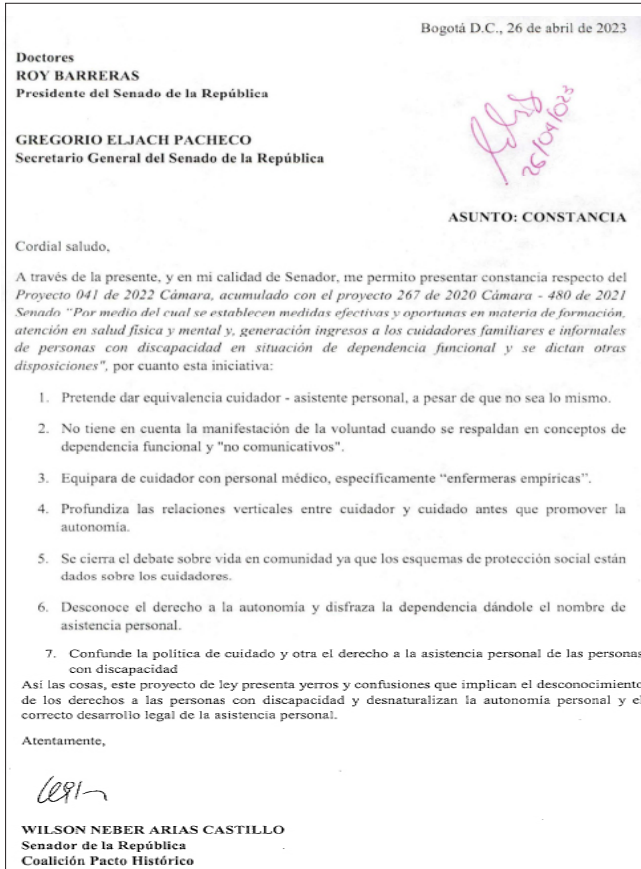 Bogotá D.C., 26 de abril de 2023
Doctores
ROY BARRERAS
Presidente del Senado de la República
26/04/023
GREGORIO ELJACH PACHECO
Secretario General del Senado de la República
ASUNTO: CONSTANCIA
Cordial saludo,
A través de la presente, y en mi calidad de Senador, me permito presentar constancia respecto del
Proyecto 041 de 2022 Cámara, acumulado con el proyecto 267 de 2020 Cámara - 480 de 2021
Senado "Por medio del cual se establecen medidas efectivas y oportunas en materia de formación,
atención en salud física y mental y, generación ingresos a los cuidadores familiares e informales
de personas con discapacidad en situación de dependencia funcional y se dictan otras
disposiciones", por cuanto esta iniciativa:
1. Pretende dar equivalencia cuidador - asistente personal, a pesar de que no sea lo mismo.
2. No tiene en cuenta la manifestación de la voluntad cuando se respaldan en conceptos de
dependencia funcional y "no comunicativos".
3. Equipara de cuidador con personal médico, específicamente “enfermeras empíricas”.
4. Profundiza las relaciones verticales entre cuidador y cuidado antes que promover la
autonomía.
5. Se cierra el debate sobre vida en comunidad ya que los esquemas de protección social están
dados sobre los cuidadores.
6. Desconoce el derecho a la autonomía y disfraza la dependencia dándole el nombre de
asistencia personal.
7. Confunde la política de cuidado y otra el derecho a la asistencia personal de las personas
con discapacidad
Así las cosas, este proyecto de ley presenta yerros y confusiones que implican el desconocimiento
de los derechos a las personas con discapacidad y desnaturalizan la autonomía personal y el
correcto desarrollo legal de la asistencia personal.
Atentamente,
WILSON NEBER ARIAS CASTILLO
Senador de la República
Coalición Pacto Histórico